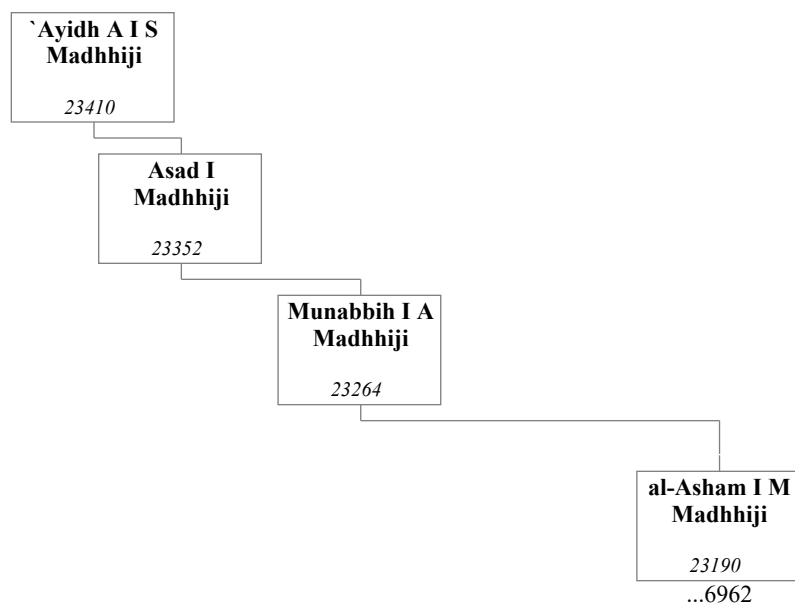 `Ayidh A I S
Madhhiji
23410
Asad I
Madhhiji
23352
Munabbih I A
Madhhiji
23264
al-Asham I M
Madhhiji
23190
...6962